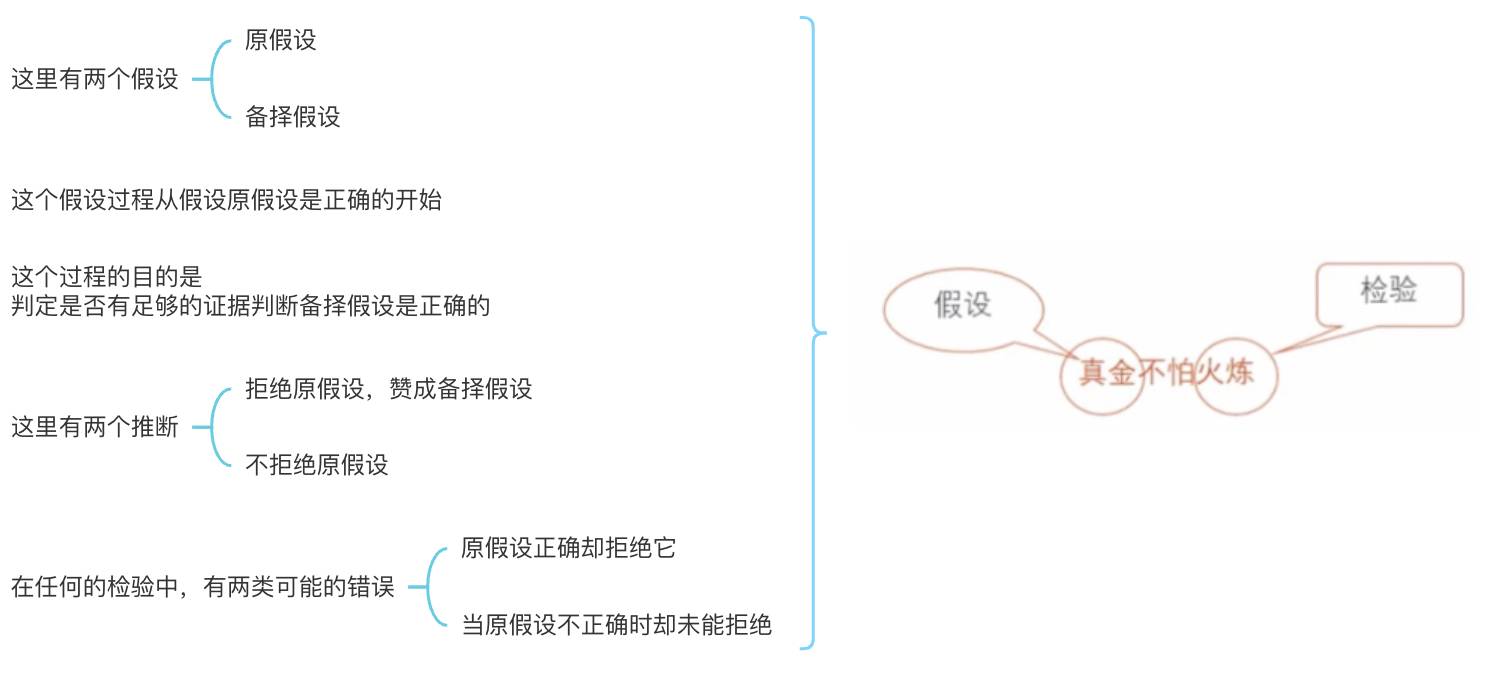 原假设
这里有两个假设
备择假设
这个假设过程从假设原假设是正确的开始
这个过程的目的是
判定是否有足够的证据判断备择假设是正确的
拒绝原假设，赞成备择假设
这里有两个推断
不拒绝原假设
原假设正确却拒绝它
在任何的检验中，有两类可能的错误
当原假设不正确时却未能拒绝
假设
检验
真金不怕火炼